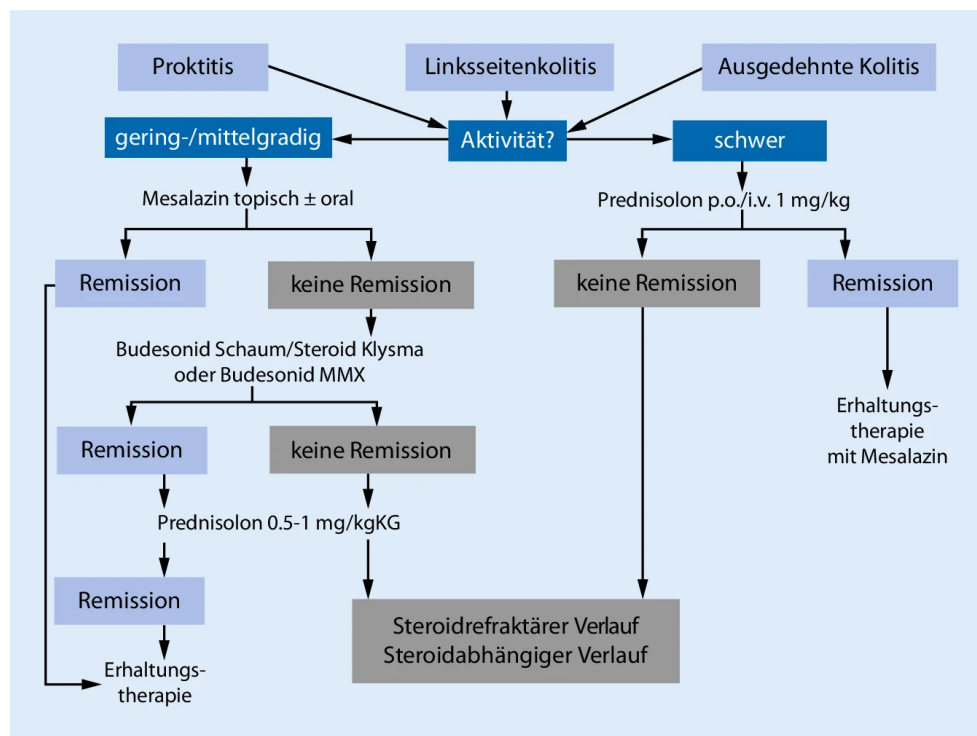 Proktitis
Linksseitenkolitis
Ausgedehnte Kolitis
gering-/mittelgradig
Aktivität?
schwer
Mesalazin topisch ± oral
Prednisolon p.o./i.v. 1 mg/kg
Remission
keine Remission
keine Remission
Remission
Budesonid Schaum/Steroid Klysma
oder Budesonid MMX
Erhaltungs-
therapie
mit Mesalazin
Remission
keine Remission
Prednisolon 0.5-1 mg/kgKG
Remission
Steroidrefraktärer Verlauf
Steroidabhängiger Verlauf
Erhaltungs-
therapie